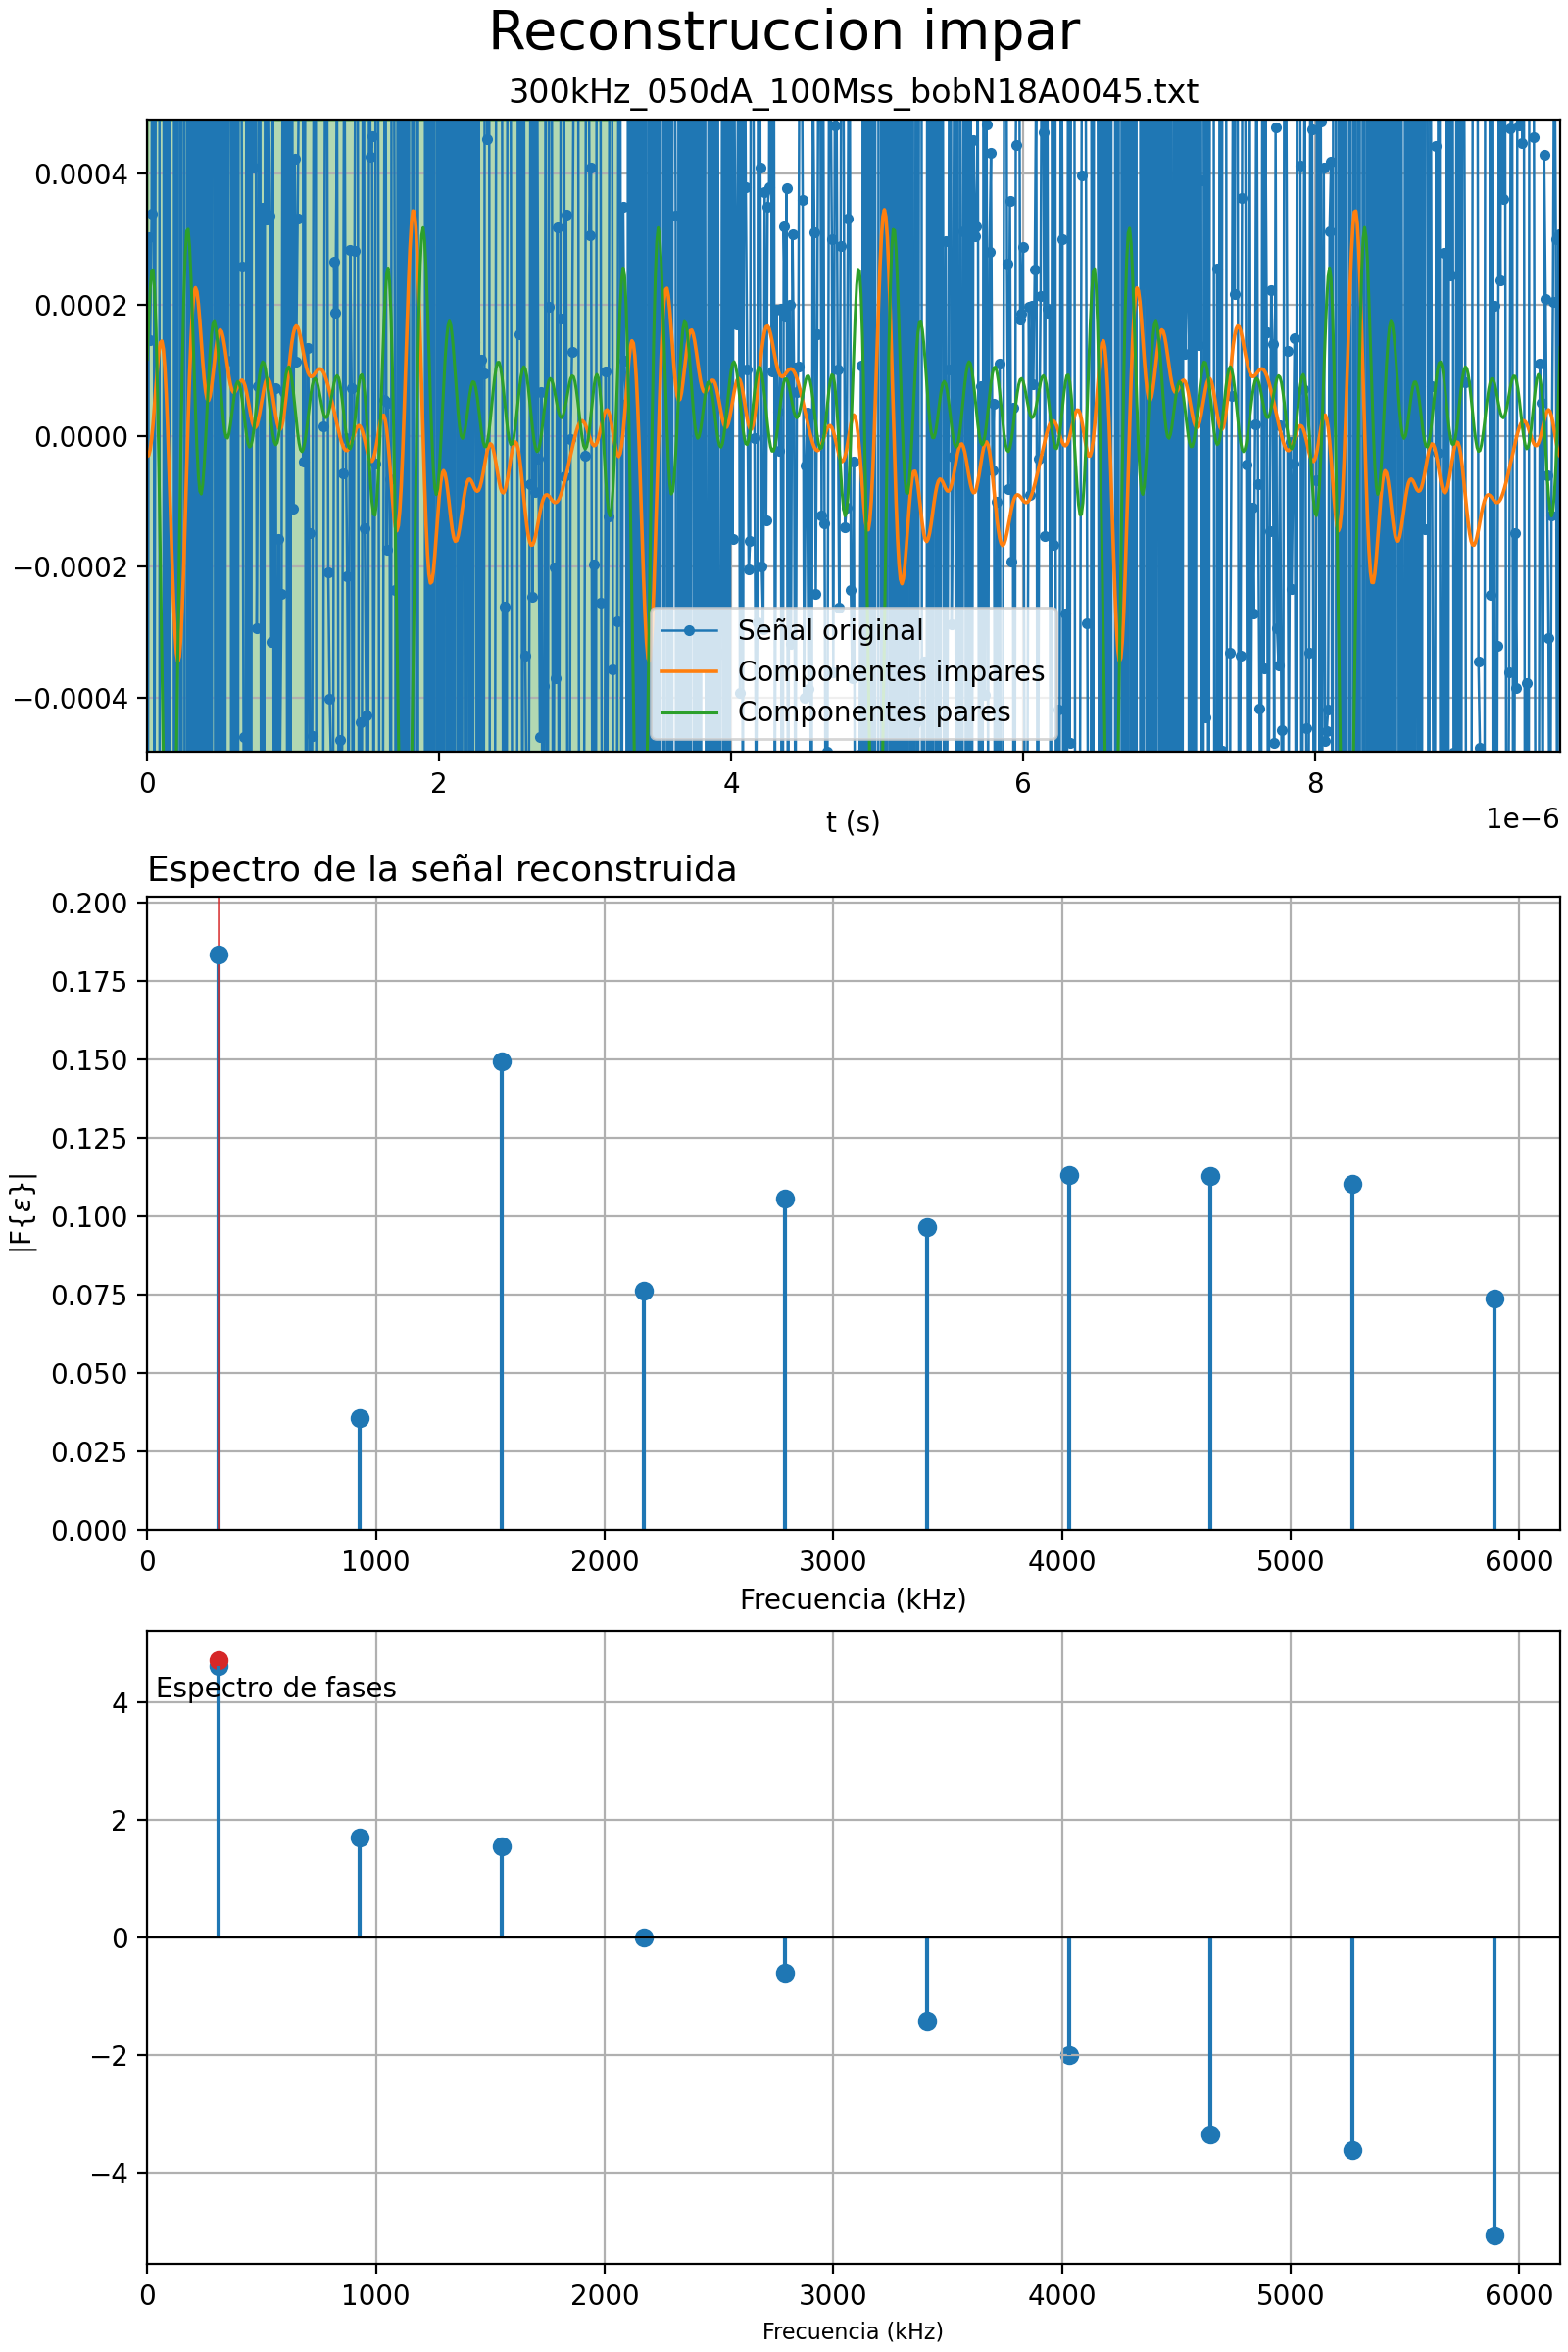 Reconstruccion impar
300kHz_050dA_100Mss_bobN18A0045.txt
0.0004
0.0002
0.0000
−0.0002
−0.0004
Señal original
Componentes impares
Componentes pares
0 2 4 6 8
t (s)
1e−6
Espectro de la señal reconstruida
0.200
0.175
0.150
0.125
0.100
0.075
0.050
0.025
0.000
|F{ε}|
0 1000 2000 3000 4000 5000 6000
Frecuencia (kHz)
Espectro de fases
4
2
0
−2
−4
0 1000 2000 3000 4000 5000 6000
Frecuencia (kHz)